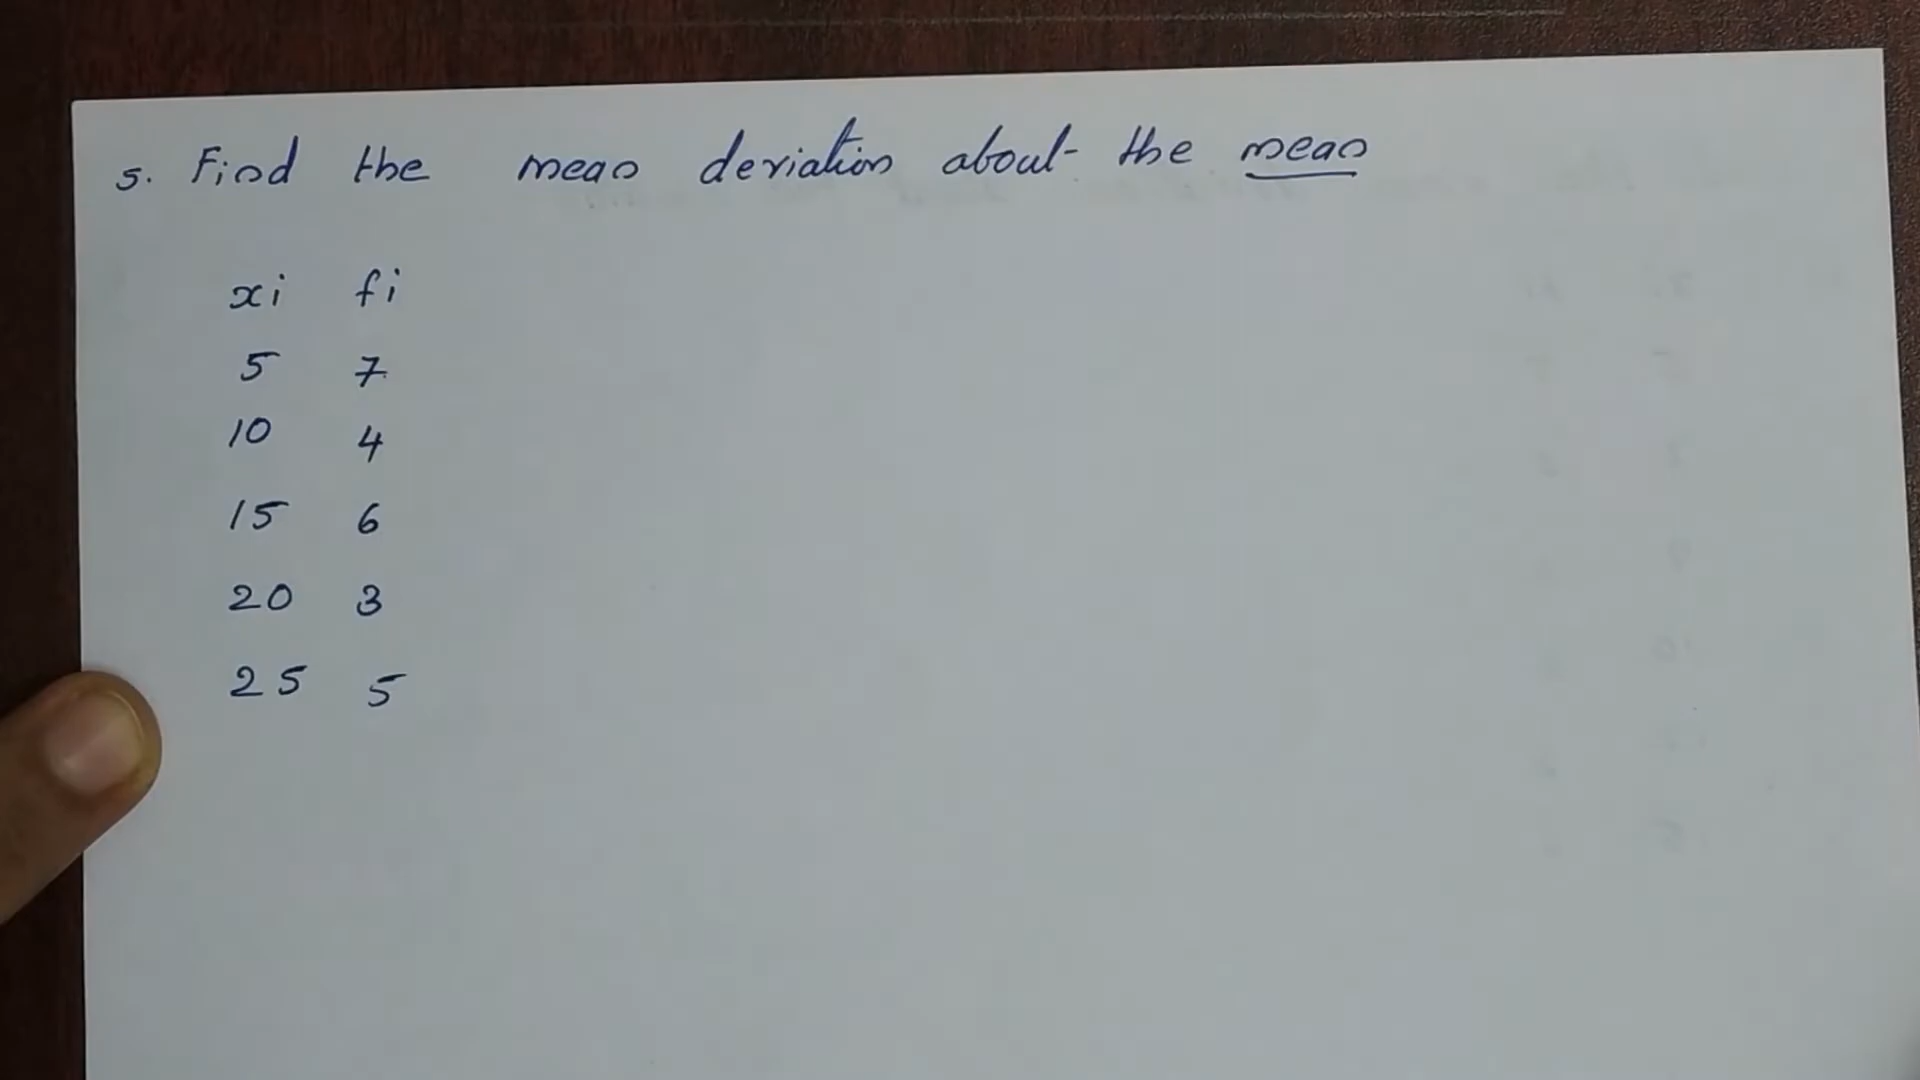 5. Find the mean deviation about the mean
xi fi
5 7
10 4
15 6
20 3
25 5